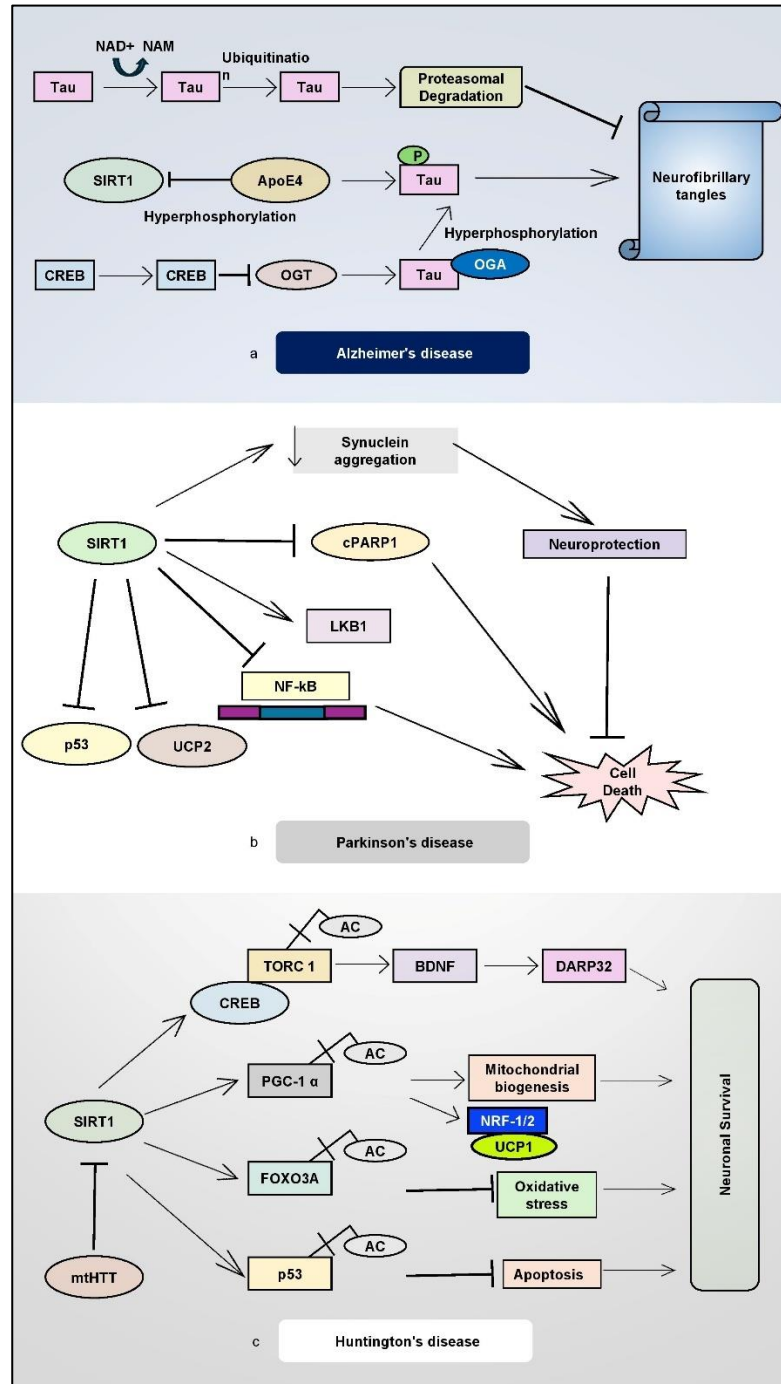 NAD+ NAM
Ubiquitinatio
n
Tau
Tau
Tau
Proteasomal
Degradation
Neurofibrillary
tangles
SIRT1
ApoE4
P
Tau
Hyperphosphorylation
Hyperphosphorylation
CREB
CREB
OGT
Tau
OGA
a
Alzheimer's disease
Synuclein
aggregation
SIRT1
cPARP1
Neuroprotection
LKB1
NF-kB
p53
UCP2
Cell
Death
b
Parkinson's disease
AC
TORC 1
BDNF
DARP32
CREB
AC
PGC-1 α
Mitochondrial
biogenesis
NRF-1/2
UCP1
SIRT1
AC
FOXO3A
Oxidative
stress
AC
mtHTT
p53
Apoptosis
Neuronal Survival
c
Huntington's disease